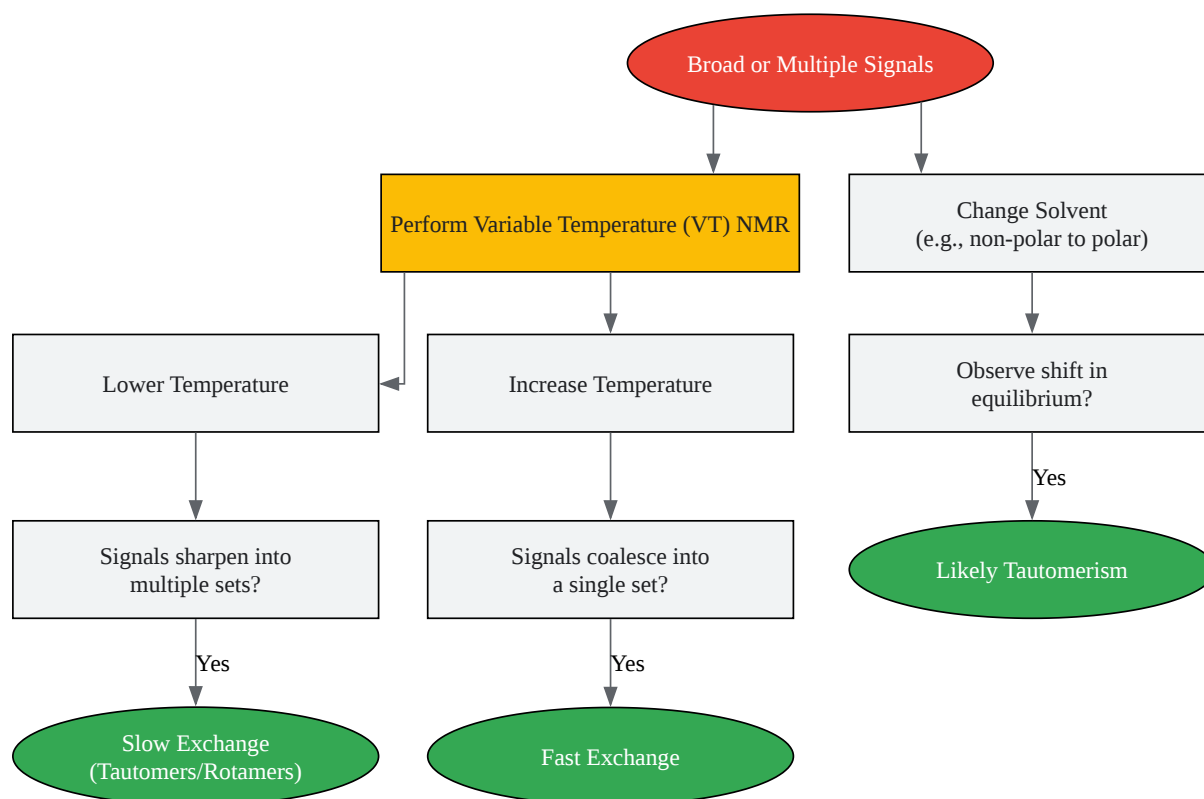 Broad or Multiple Signals
Perform Variable Temperature (VT) NMR
Change Solvent
(e.g., non-polar to polar)
Lower Temperature
Increase Temperature
Observe shift in
equilibrium?
Yes
Signals sharpen into
multiple sets?
Signals coalesce into
a single set?
Likely Tautomerism
Yes
Yes
Slow Exchange
(Tautomers/Rotamers)
Fast Exchange